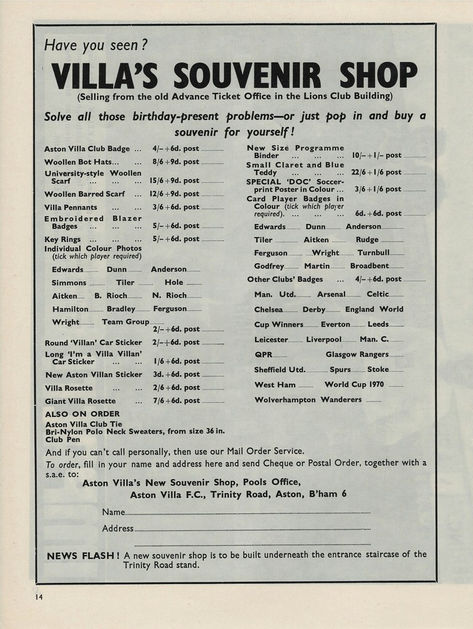 Have you seen?
VILLA'S SOUVENIR SHOP
(Selling from the old Advance Ticket Office in the Lions Club Building)
Solve all those birthday-present problems—or just pop in and buy a
souvenir for yourself!
Aston Villa Club Badge ... 4/-+6d. post
Woollen Bot Hats... ... 8/6+9d. post
University-style Woollen
Scarf ... ... ... 15/6+9d. post
Woollen Barred Scarf ... 12/6+9d. post
Villa Pennants ... 3/6+6d. post
Embroidered Blazer
Badges ... ... ... 5/-+6d. post
Key Rings ... ... ... 5/-+6d. post
Individual Colour Photos
(tick which player required)
Edwards Dunn Anderson
Simmons Tiler Hole
Aitken B. Rioch N. Rioch
Hamilton Bradley Ferguson
Wright Team Group
2/-+6d. post
Round 'Villan' Car Sticker 2/-+6d. post
Long 'I'm a Villa Villan'
Car Sticker ... 1/6+6d. post
New Aston Villan Sticker 3d.+6d. post
Villa Rosette ... ... 2/6+6d. post
Giant Villa Rosette ... 7/6+6d. post
ALSO ON ORDER
Aston Villa Club Tie
Bri-Nylon Polo Neck Sweaters, from size 36 in.
Club Pen
New Size Programme
Binder ... ... ... 10/-+1/- post
Small Claret and Blue
Teddy ... ... ... 22/6+1/6 post
SPECIAL 'DOC' Soccer-
print Poster in Colour ... 3/6+1/6 post
Card Player Badges in
Colour (tick which player
required). ... ... ... 6d.+6d. post
Edwards Dunn Anderson
Tiler Aitken Rudge
Ferguson Wright Turnbull
Godfrey Martin Broadbent
Other Clubs' Badges ... 4/-+6d. post
Man. Utd. Arsenal Celtic
Chelsea Derby England World
Cup Winners Everton Leeds
Leicester Liverpool Man. C.
QPR Glasgow Rangers
Sheffield Utd. Spurs Stoke
West Ham World Cup 1970
Wolverhampton Wanderers
And if you can't call personally, then use our Mail Order Service.
To order, fill in your name and address here and send Cheque or Postal Order, together with a
s.a.e. to:
Aston Villa's New Souvenir Shop, Pools Office,
Aston Villa F.C., Trinity Road, Aston, B'ham 6
Name
Address
NEWS FLASH! A new souvenir shop is to be built underneath the entrance staircase of the
Trinity Road stand.
14